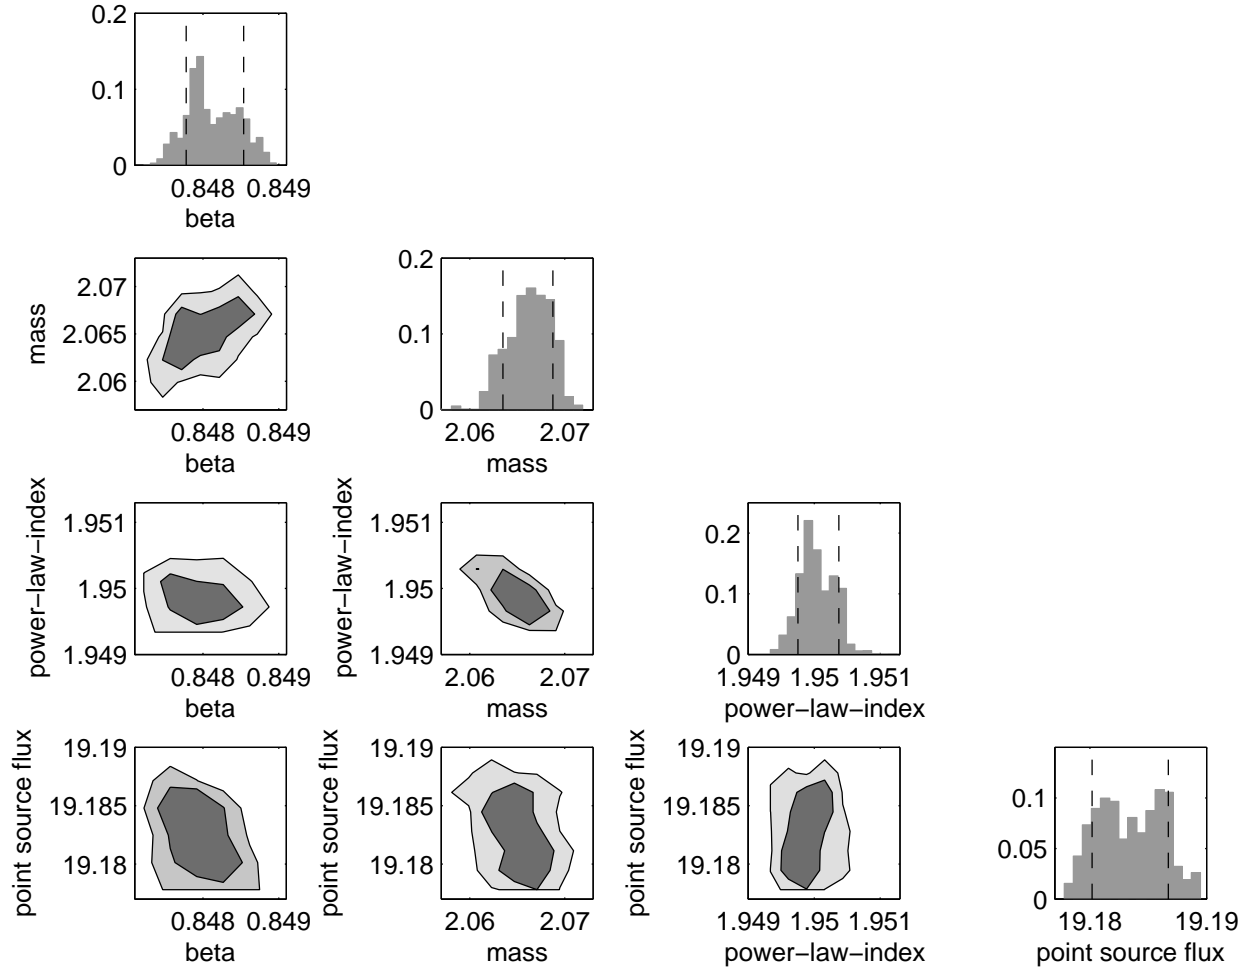 0.2
0.1
0
0.848 0.849
beta
mass
2.07
2.065
2.06
0.848 0.849
beta
0.2
0.1
0
2.06 2.07
mass
power−law−index
1.951
1.95
1.949
0.848 0.849
beta
power−law−index
1.951
1.95
1.949
2.06 2.07
mass
0.2
0.1
0
1.949 1.95 1.951
power−law−index
point source flux
19.19
19.185
19.18
0.848 0.849
beta
point source flux
19.19
19.185
19.18
2.06 2.07
mass
point source flux
19.19
19.185
19.18
1.949 1.95 1.951
power−law−index
0.1
0.05
0
19.18 19.19
point source flux